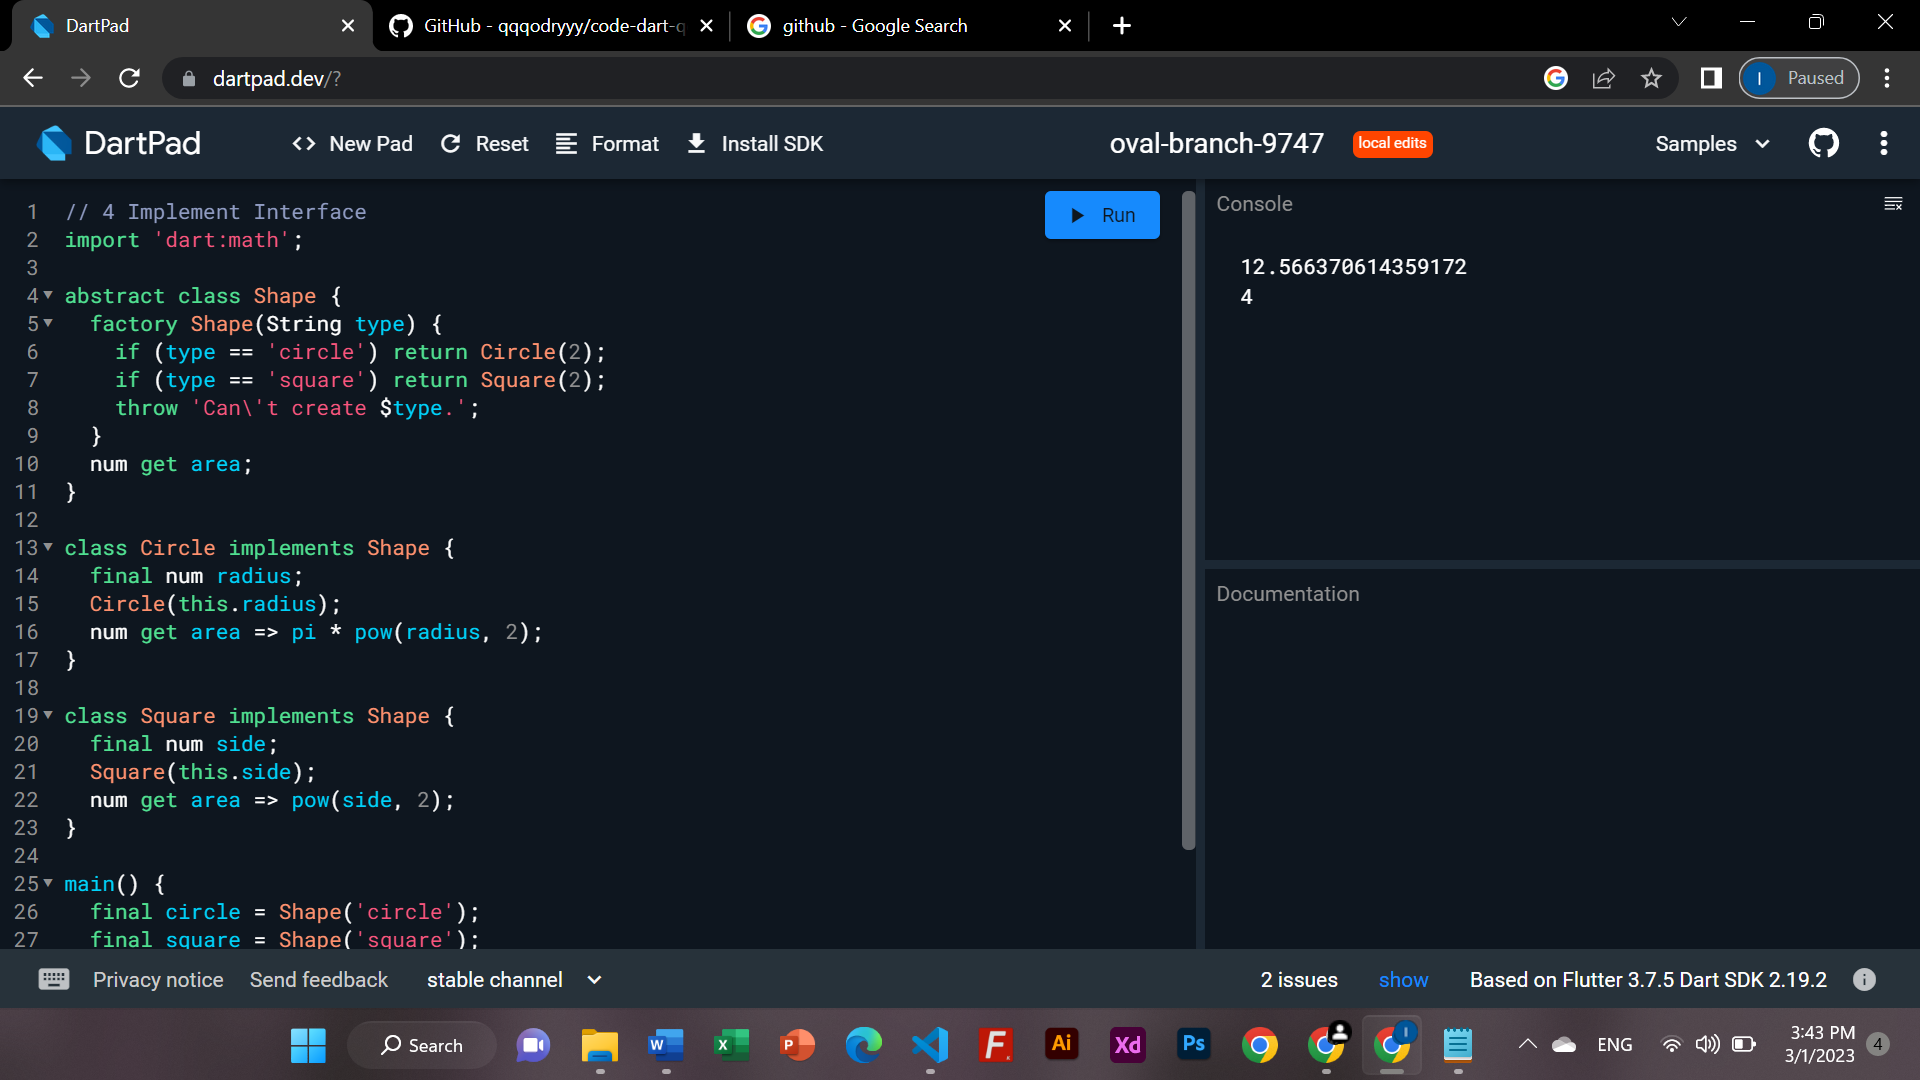 DartPad
GitHub - qqqodryyy/code-dart-q
github - Google Search
dartpad.dev/?
I
Paused
DartPad
<> New Pad
Reset
Format
Install SDK
oval-branch-9747
local edits
Samples
1 // 4 Implement Interface
2 import 'dart:math';
3
4 abstract class Shape {
5 factory Shape(String type) {
6 if (type == 'circle') return Circle(2);
7 if (type == 'square') return Square(2);
8 throw 'Can\'t create $type.';
9 }
10 num get area;
11 }
12
13 class Circle implements Shape {
14 final num radius;
15 Circle(this.radius);
16 num get area => pi * pow(radius, 2);
17 }
18
19 class Square implements Shape {
20 final num side;
21 Square(this.side);
22 num get area => pow(side, 2);
23 }
24
25 main() {
26 final circle = Shape('circle');
27 final square = Shape('square');
Run
Console
12.566370614359172
4
Documentation
Privacy notice
Send feedback
stable channel
2 issues
show
Based on Flutter 3.7.5 Dart SDK 2.19.2
Search
W
X
P
F
Ai
Xd
Ps
I
ENG
3:43 PM
3/1/2023
4